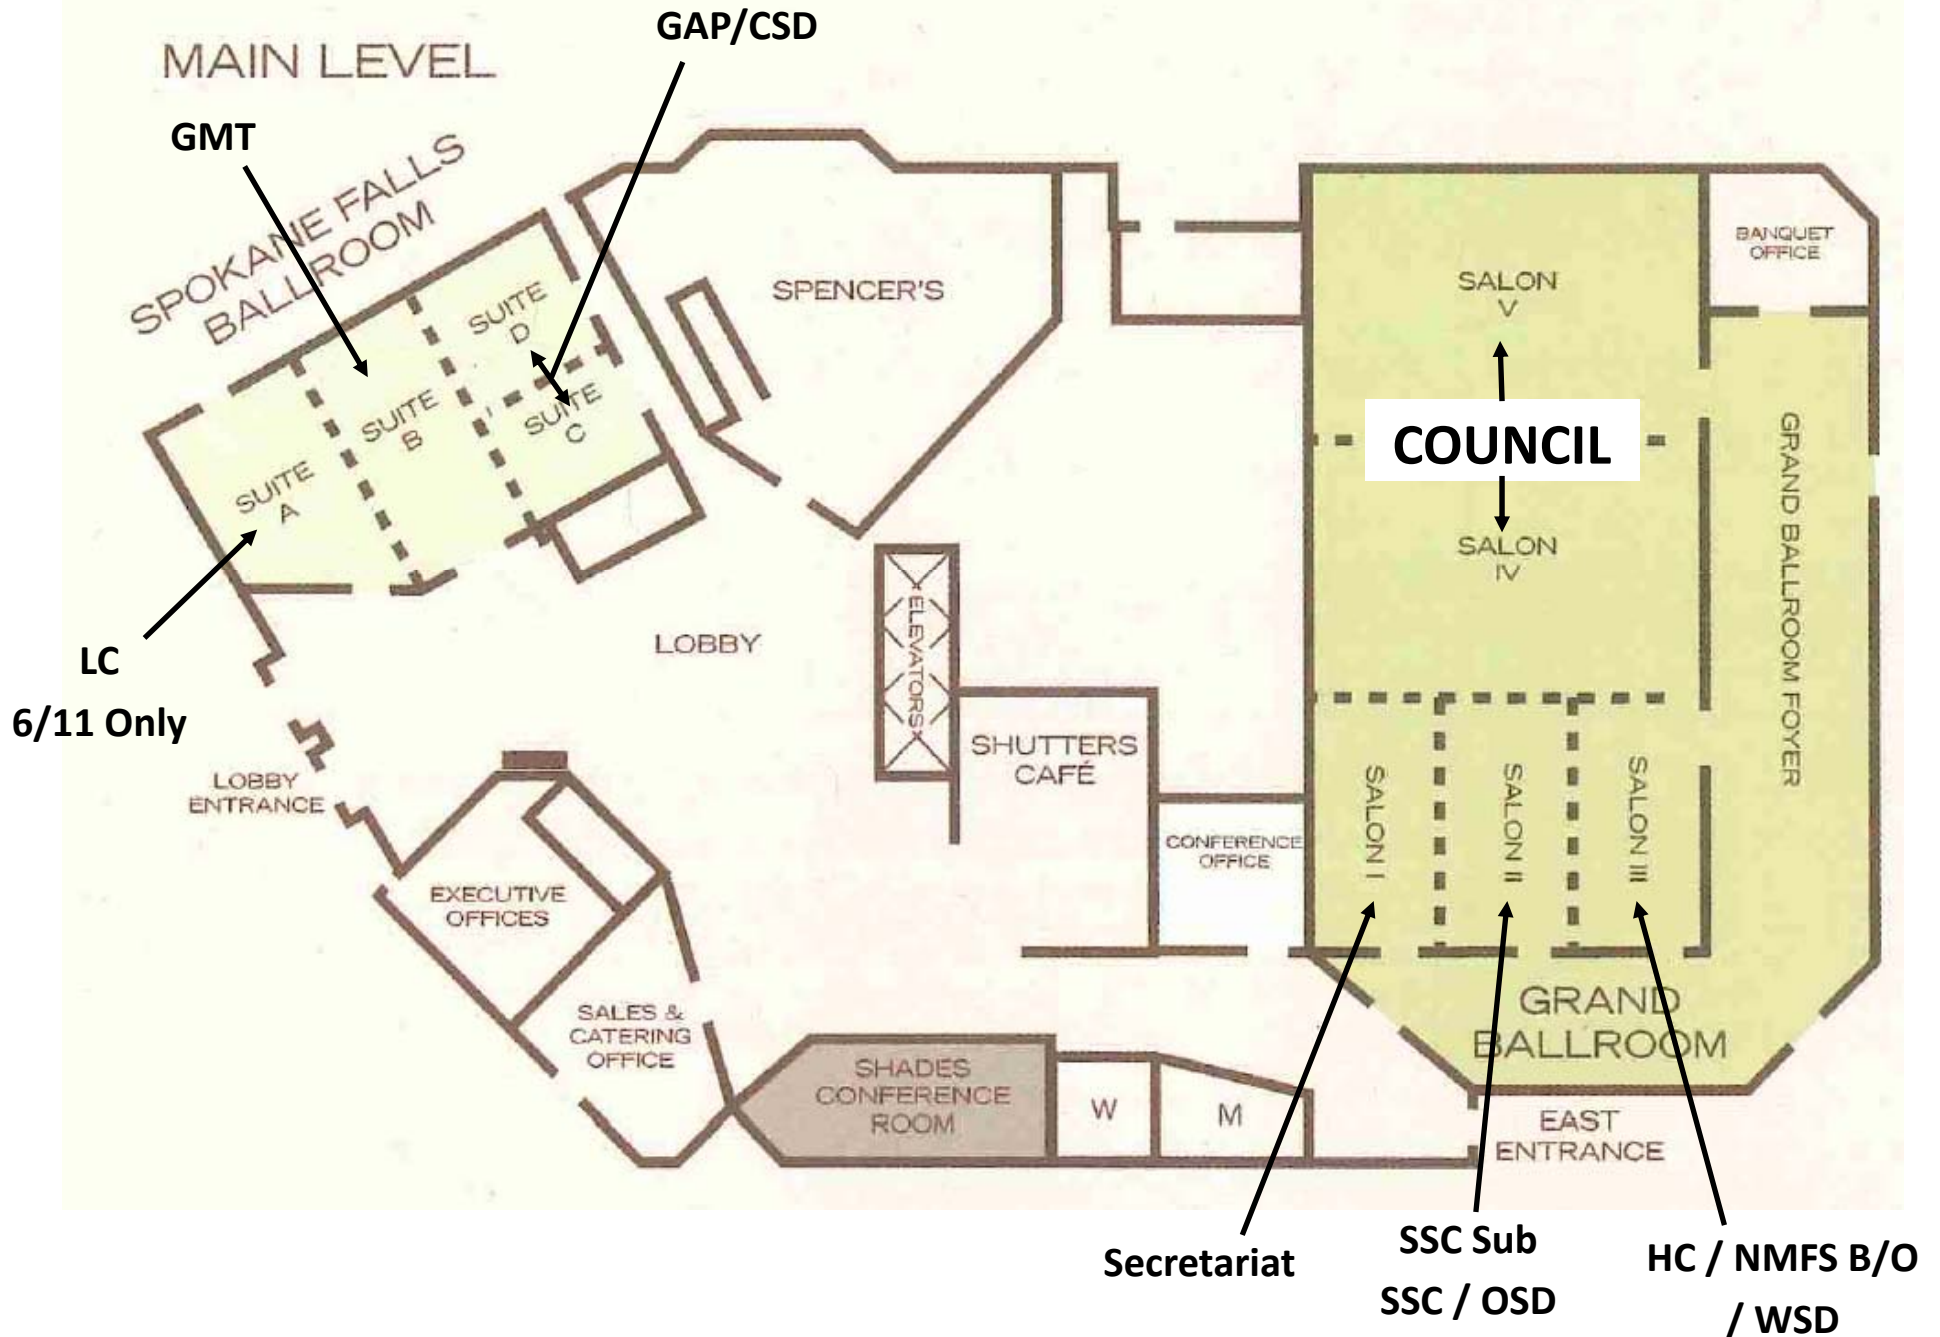 GAP/CSD
MAIN LEVEL
GMT
SPOKANE FALLS
BALLROOM
SUITE
D
SUITE
C
SUITE
B
SUITE
A
LC
6/11 Only
SPENCER'S
LOBBY
LOBBY
ENTRANCE
ELEVATORS
SHUTTERS
CAFÉ
CONFERENCE
OFFICE
EXECUTIVE
OFFICES
SALES &
CATERING
OFFICE
SHADES
CONFERENCE
ROOM
W
M
BANQUET
OFFICE
SALON
V
COUNCIL
SALON
IV
GRAND BALLROOM FOYER
SALON I
SALON II
SALON III
GRAND
BALLROOM
EAST
ENTRANCE
Secretariat
SSC Sub
SSC / OSD
HC / NMFS B/O
/ WSD